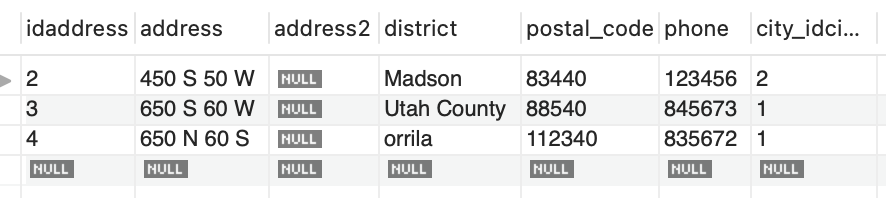 idaddress address address2 district postal_code phone city_idci...
2 450 S 50 W NULL Madson 83440 123456 2
3 650 S 60 W NULL Utah County 88540 845673 1
4 650 N 60 S NULL orrila 112340 835672 1
NULL NULL NULL NULL NULL NULL NULL